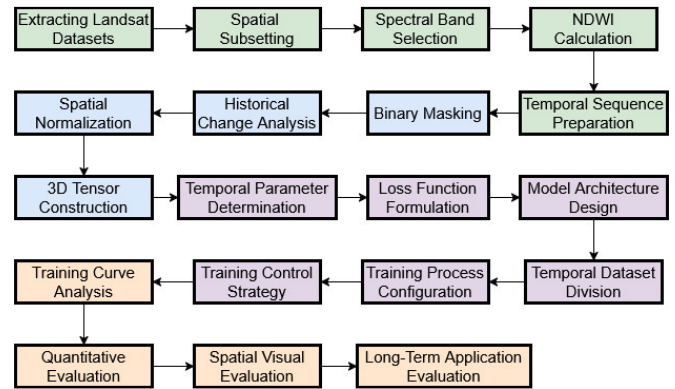 Extracting Landsat
Datasets
Spatial
Subsetting
Spectral Band
Selection
NDWI
Calculation
Temporal Sequence
Preparation
Binary Masking
Historical
Change Analysis
Spatial
Normalization
3D Tensor
Construction
Temporal Parameter
Determination
Loss Function
Formulation
Model Architecture
Design
Temporal Dataset
Division
Training Process
Configuration
Training Control
Strategy
Training Curve
Analysis
Quantitative
Evaluation
Spatial Visual
Evaluation
Long-Term Application
Evaluation